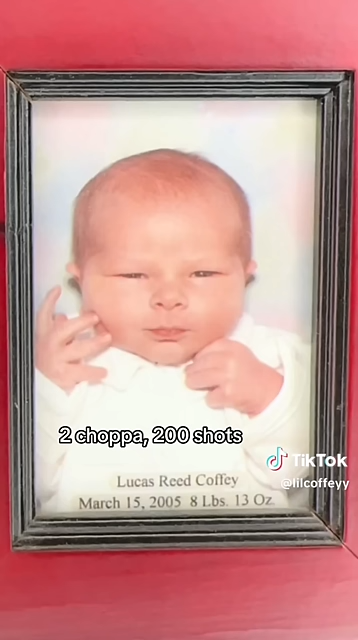 2 choppa, 200 shots
TikTok
@lilcoffeyy
Lucas Reed Coffey
March 15, 2005 8 Lbs. 13 Oz.